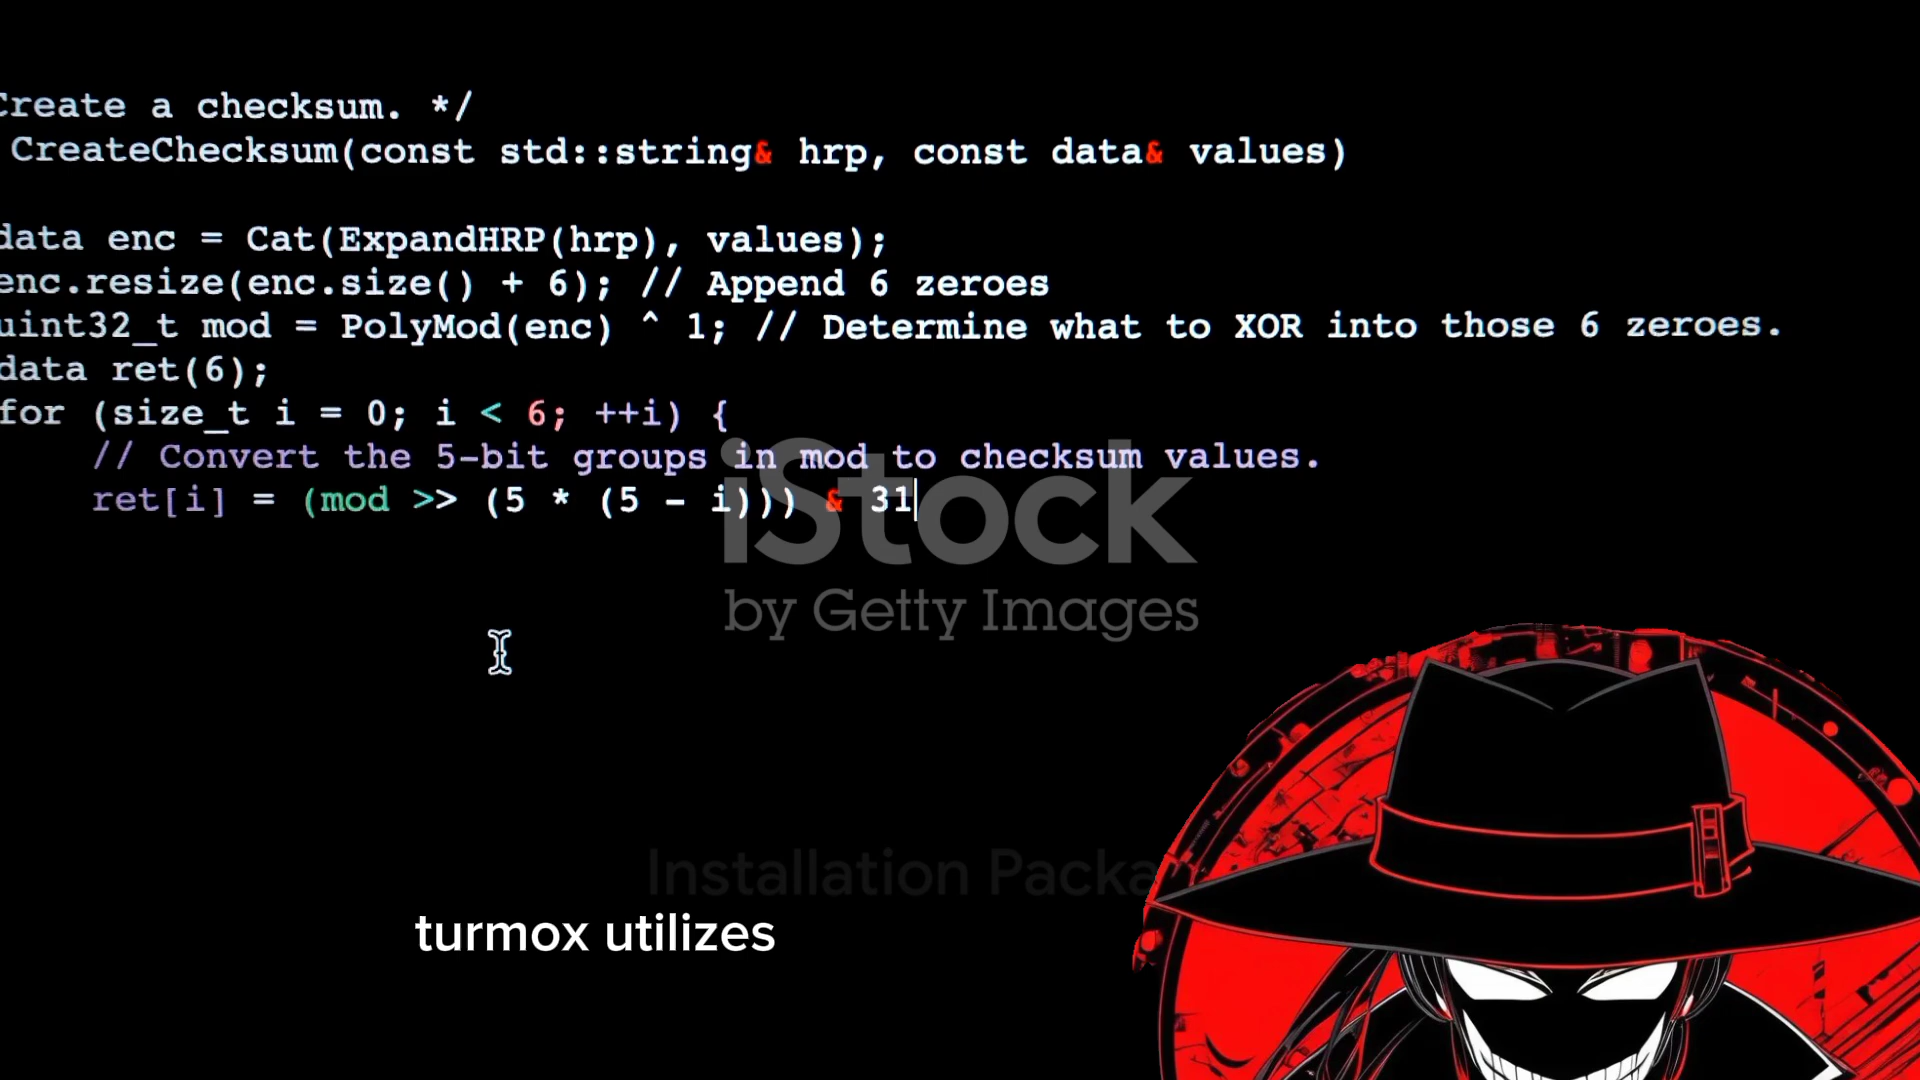 Create a checksum. */
CreateChecksum(const std::string& hrp, const data& values)
data enc = Cat(ExpandHRP(hrp), values);
enc.resize(enc.size() + 6); // Append 6 zeroes
uint32_t mod = PolyMod(enc) ^ 1; // Determine what to XOR into those 6 zeroes.
data ret(6);
for (size_t i = 0; i < 6; ++i) {
// Convert the 5-bit groups in mod to checksum values.
ret[i] = (mod >> (5 * (5 - i))) & 31
iStock
by Getty Images
Installation Packa
turmox utilizes